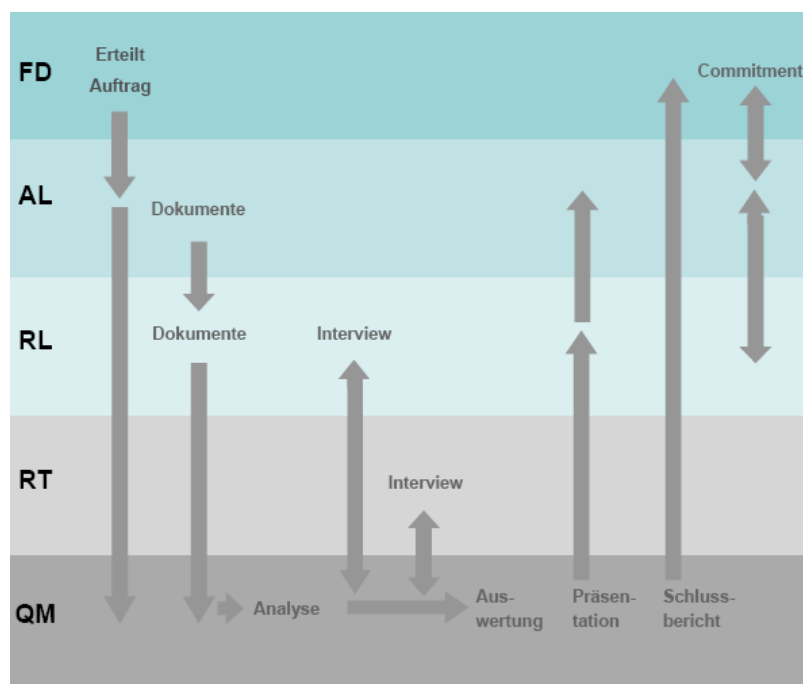 FD
Erteilt
Auftrag
Commitment
AL
Dokumente
RL
Dokumente
Interview
RT
Interview
QM
Analyse
Aus-
wertung
Präsen-
tation
Schluss-
bericht